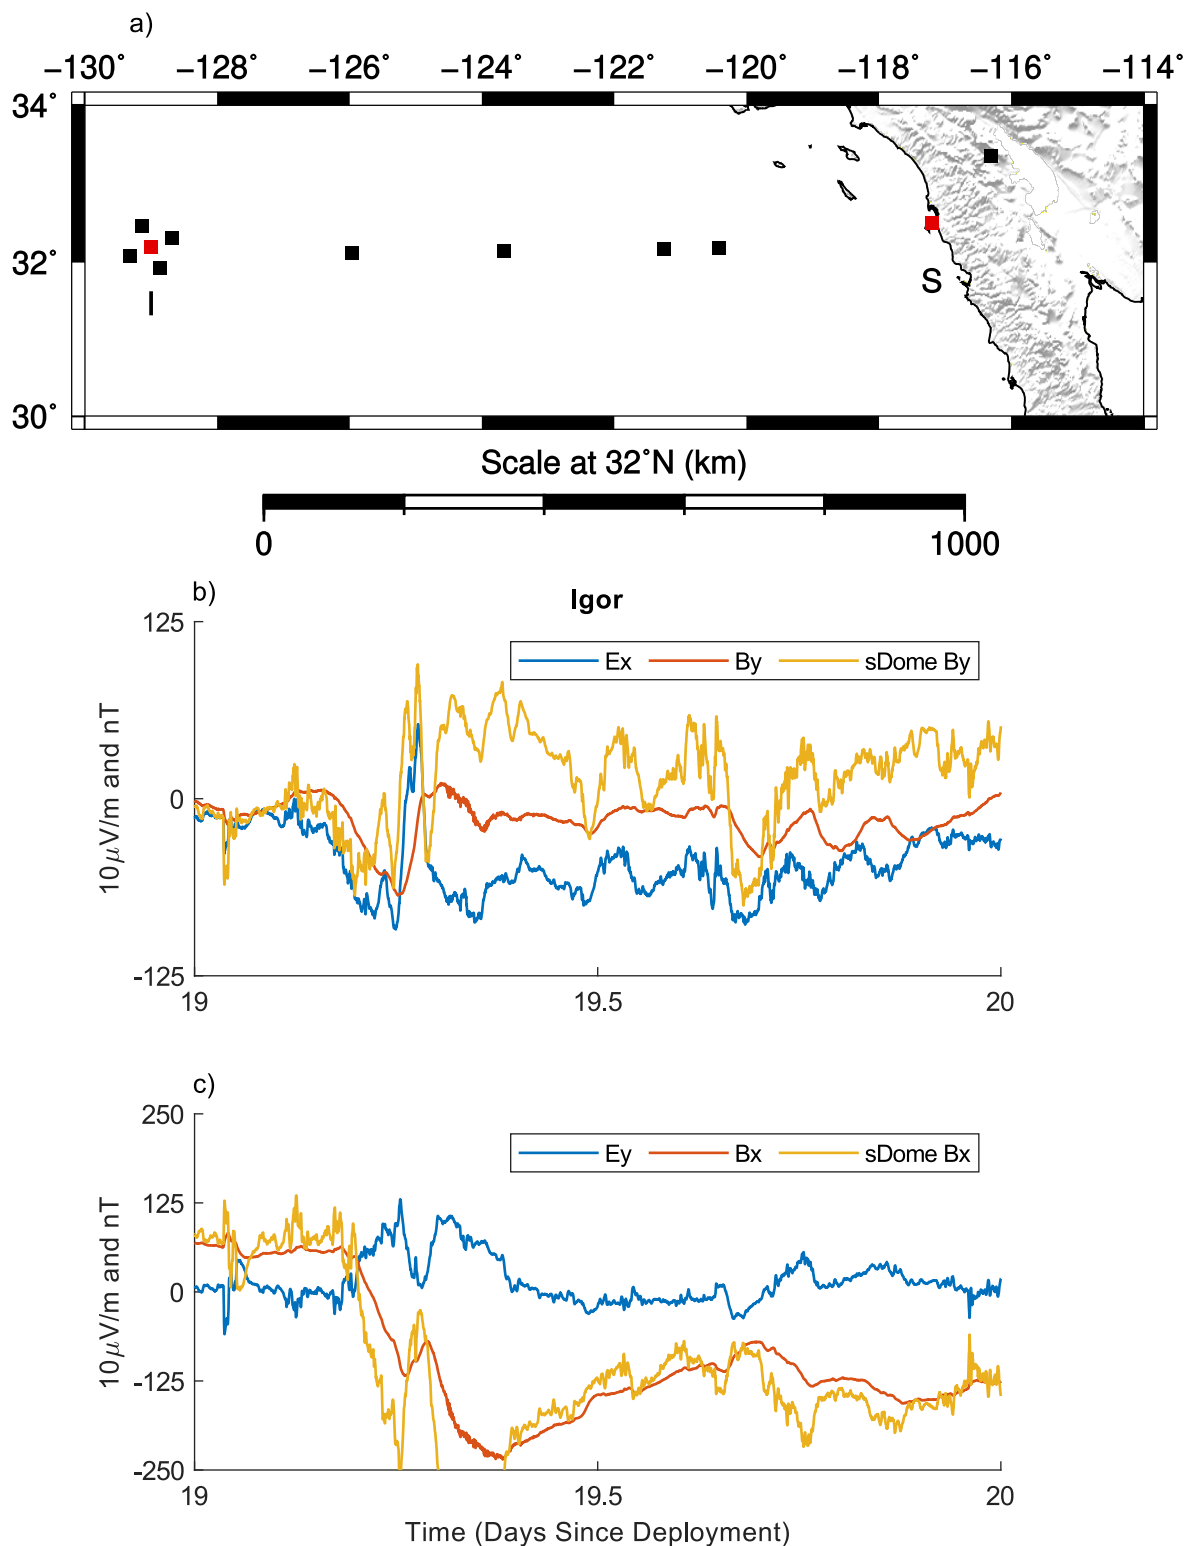 a)
−130˚ −128˚ −126˚ −124˚ −122˚ −120˚ −118˚ −116˚ −114˚
34˚
32˚
30˚
I
S
Scale at 32˚N (km)
0 1000
b)
Igor
125
0
-125
10μV/m and nT
Ex By sDome By
19 19.5 20
c)
250
125
0
-125
-250
10μV/m and nT
Ey Bx sDome Bx
19 19.5 20
Time (Days Since Deployment)